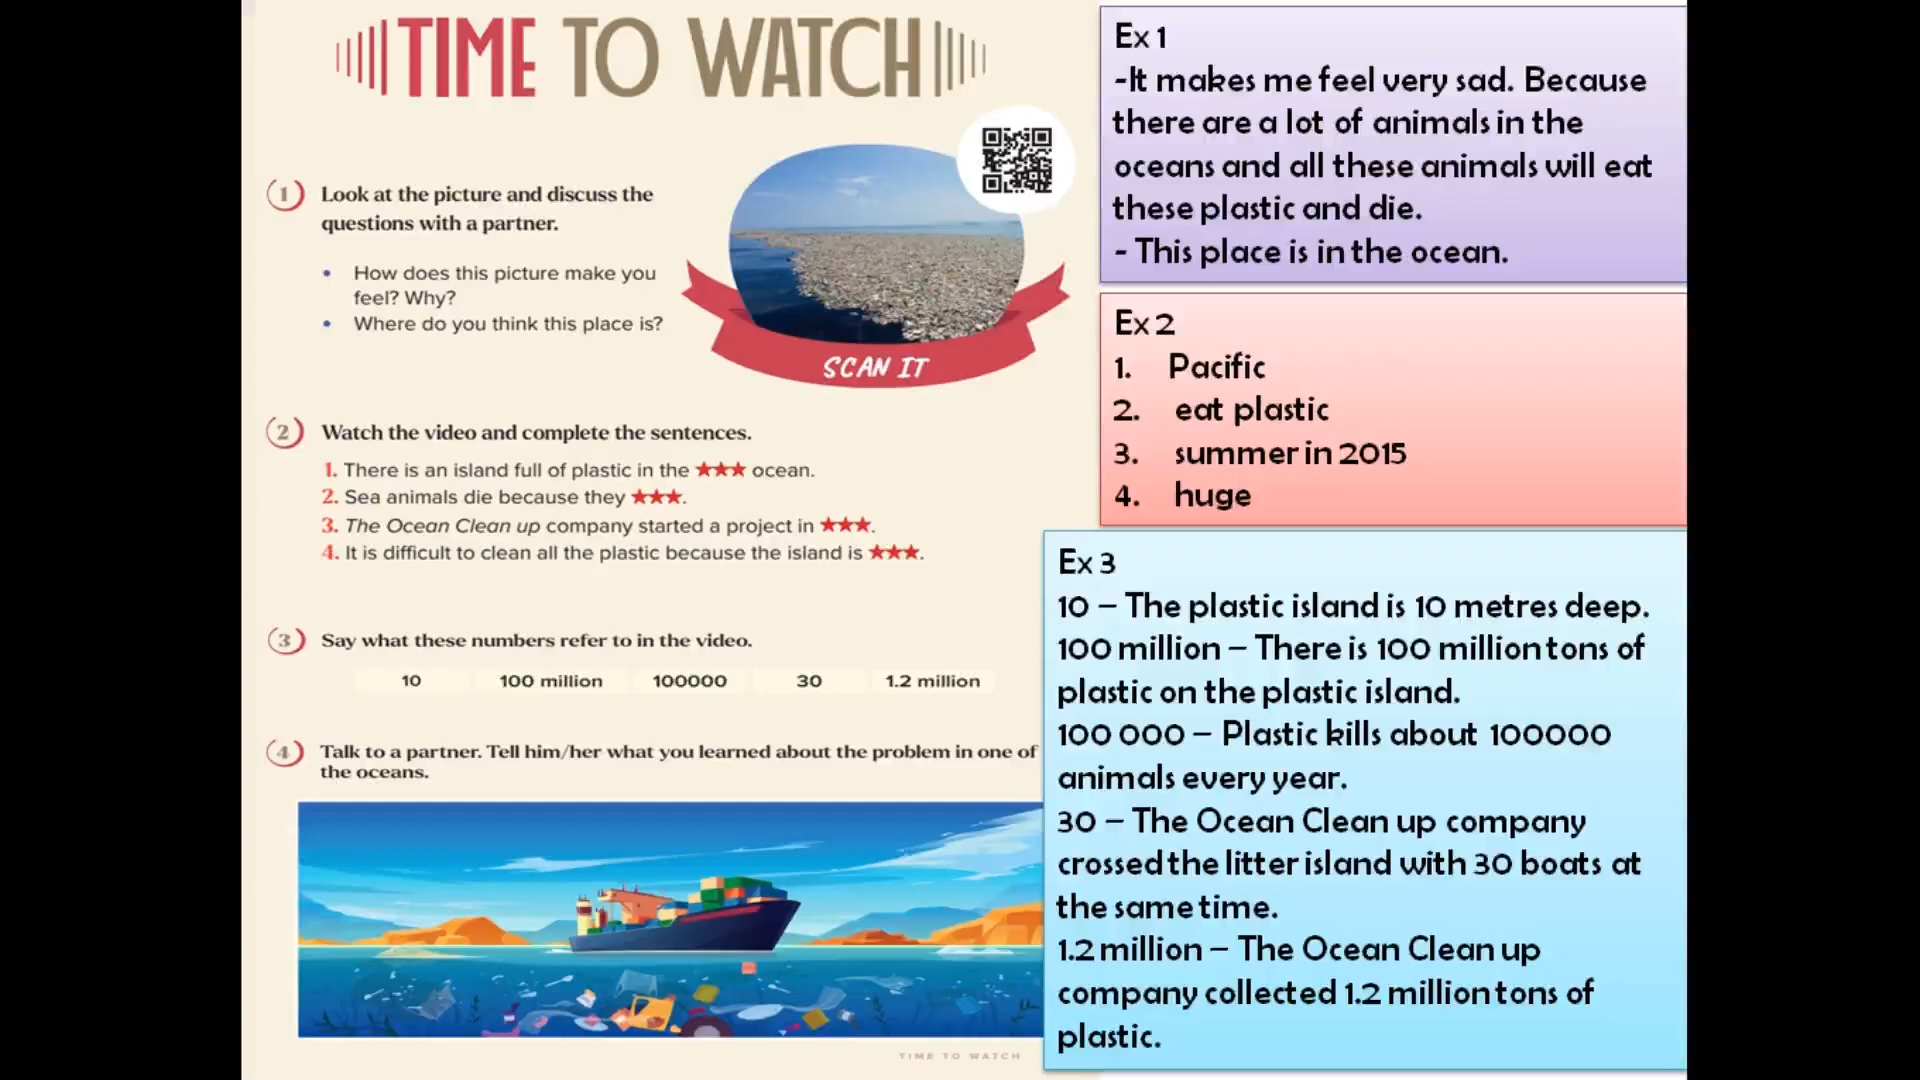 TIME TO WATCH
1 Look at the picture and discuss the
questions with a partner.
• How does this picture make you
feel? Why?
• Where do you think this place is?
SCAN IT
2 Watch the video and complete the sentences.
1. There is an island full of plastic in the ★★★ ocean.
2. Sea animals die because they ★★★.
3. The Ocean Clean up company started a project in ★★★.
4. It is difficult to clean all the plastic because the island is ★★★.
3 Say what these numbers refer to in the video.
10 100 million 100000 30 1.2 million
4 Talk to a partner. Tell him/her what you learned about the problem in one of
the oceans.
TIME TO WATCH
Ex 1
-It makes me feel very sad. Because
there are a lot of animals in the
oceans and all these animals will eat
these plastic and die.
- This place is in the ocean.
Ex 2
1. Pacific
2. eat plastic
3. summer in 2015
4. huge
Ex 3
10 – The plastic island is 10 metres deep.
100 million – There is 100 million tons of
plastic on the plastic island.
100 000 – Plastic kills about 100000
animals every year.
30 – The Ocean Clean up company
crossed the litter island with 30 boats at
the same time.
1.2 million – The Ocean Clean up
company collected 1.2 million tons of
plastic.